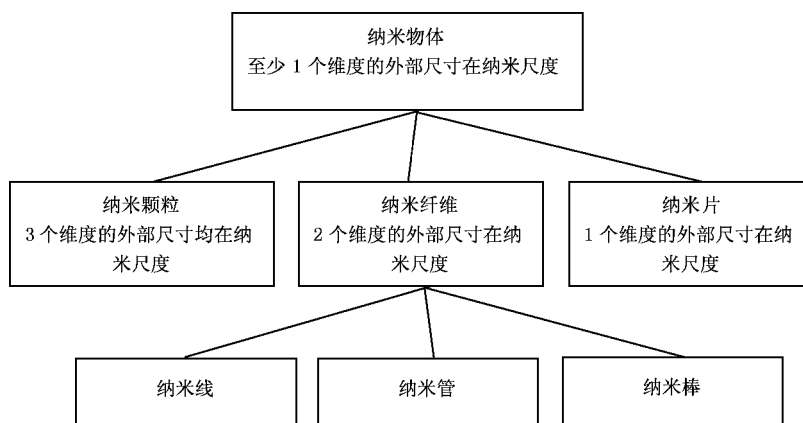 纳米物体
至少 1 个维度的外部尺寸在纳米尺度
纳米颗粒
3 个维度的外部尺寸均在纳
米尺度
纳米纤维
2 个维度的外部尺寸在纳
米尺度
纳米片
1 个维度的外部尺寸在纳
米尺度
纳米线
纳米管
纳米棒